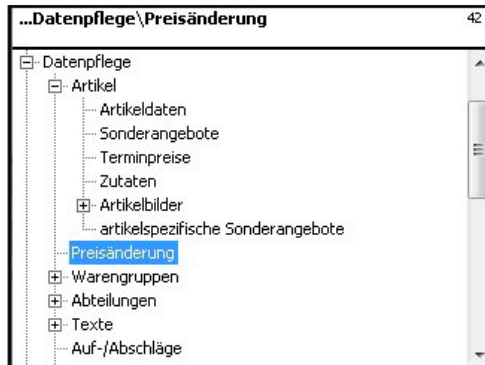 ...Datenpflege\Preisänderung 42
Datenpflege
Artikel
Artikeldaten
Sonderangebote
Terminpreise
Zutaten
Artikelbilder
artikelspezifische Sonderangebote
Preisänderung
Warengruppen
Abteilungen
Texte
Auf-/Abschläge